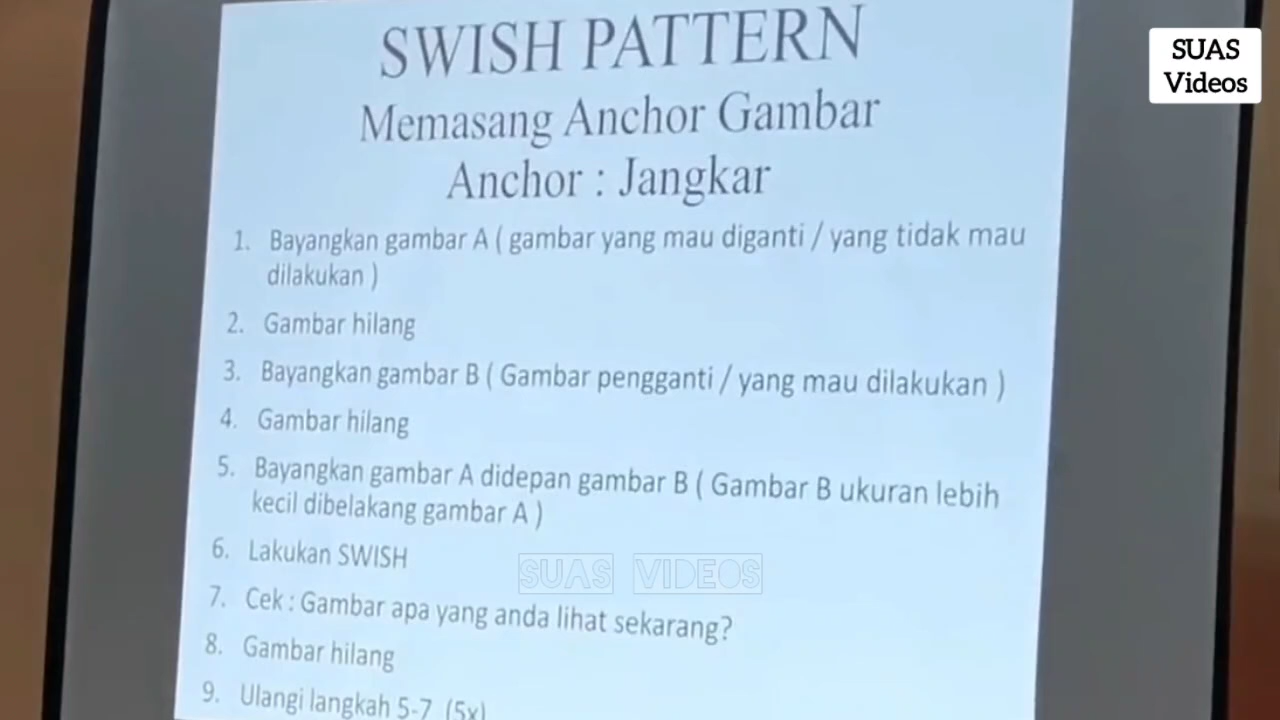 SWISH PATTERN
Memasang Anchor Gambar
Anchor : Jangkar
1. Bayangkan gambar A ( gambar yang mau diganti / yang tidak mau
dilakukan )
2. Gambar hilang
3. Bayangkan gambar B ( Gambar pengganti / yang mau dilakukan )
4. Gambar hilang
5. Bayangkan gambar A didepan gambar B ( Gambar B ukuran lebih
kecil dibelakang gambar A )
6. Lakukan SWISH
7. Cek : Gambar apa yang anda lihat sekarang?
8. Gambar hilang
9. Ulangi langkah 5-7 (5x)
SUAS
Videos
SUAS VIDEOS